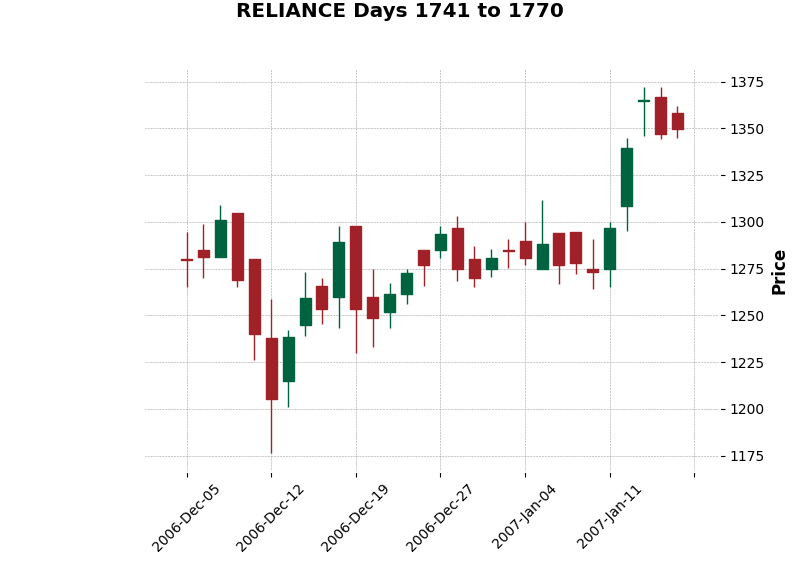 RELIANCE Days 1741 to 1770
1375
1350
1325
1300
1275
1250
1225
1200
1175
Price
2006-Dec-05
2006-Dec-12
2006-Dec-19
2006-Dec-27
2007-Jan-04
2007-Jan-11